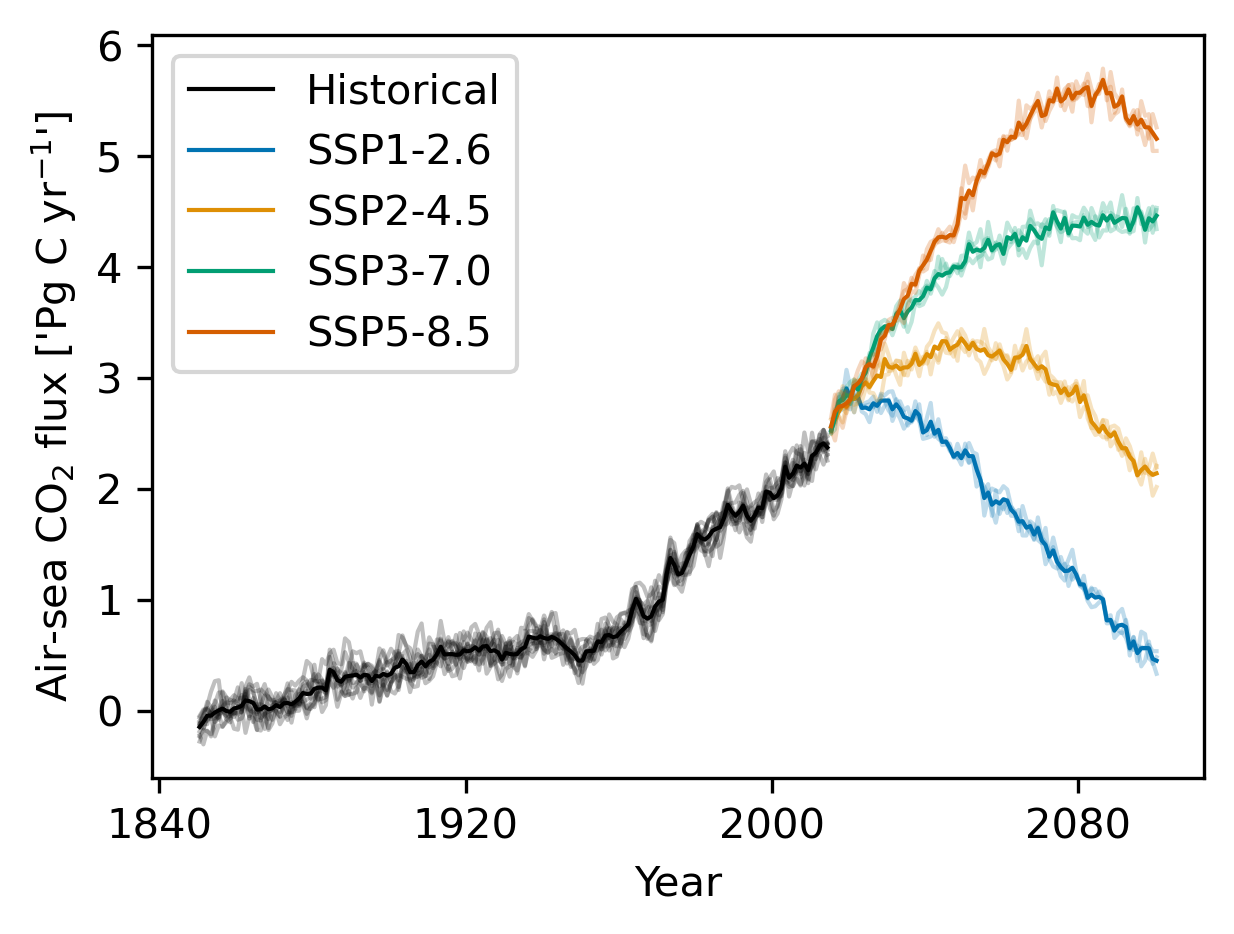 Air-sea CO₂ flux ['Pg C yr⁻¹']
6
5
4
3
2
1
0
Historical
SSP1-2.6
SSP2-4.5
SSP3-7.0
SSP5-8.5
1840 1920 2000 2080
Year